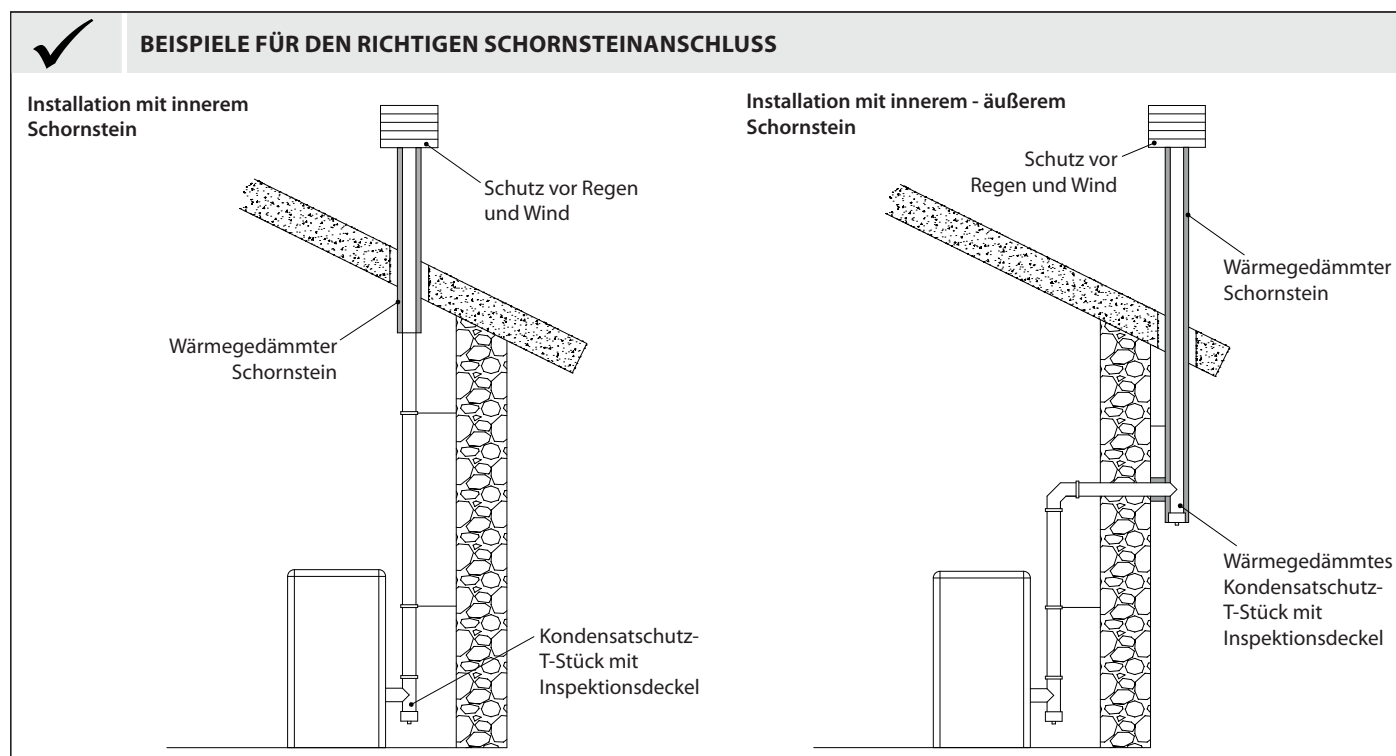 BEISPIELE FÜR DEN RICHTIGEN SCHORNSTEINANSCHLUSS
Installation mit innerem
Schornstein
Schutz vor Regen
und Wind
Wärmegedämmter
Schornstein
Kondensatschutz-
T-Stück mit
Inspektionsdeckel
Installation mit innerem - äußerem
Schornstein
Schutz vor
Regen und Wind
Wärmegedämmter
Schornstein
Wärmegedämmtes
Kondensatschutz-
T-Stück mit
Inspektionsdeckel